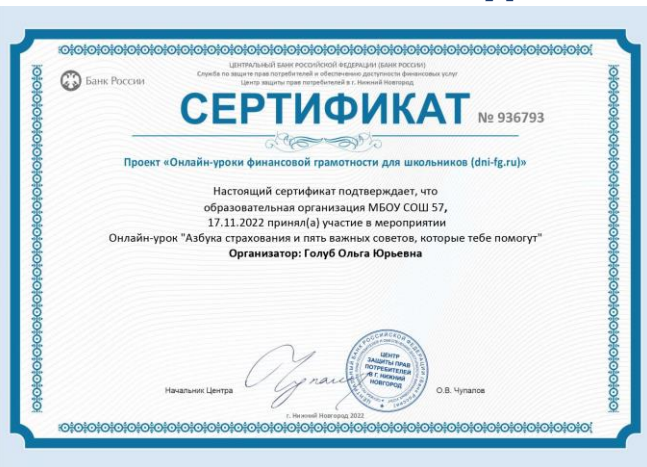 ЦЕНТРАЛЬНЫЙ БАНК РОССИЙСКОЙ ФЕДЕРАЦИИ (БАНК РОССИИ)
Служба по защите прав потребителей и обеспечению доступности финансовых услуг
Центр защиты прав потребителей в г. Нижний Новгород
Банк России
СЕРТИФИКАТ № 936793
Проект «Онлайн-уроки финансовой грамотности для школьников (dni-fg.ru)»
Настоящий сертификат подтверждает, что
образовательная организация МБОУ СОШ 57,
17.11.2022 принял(а) участие в мероприятии
Онлайн-урок "Азбука страхования и пять важных советов, которые тебе помогут"
Организатор: Голуб Ольга Юрьевна
ЦЕНТР
ЗАЩИТЫ ПРАВ
ПОТРЕБИТЕЛЕЙ
В Г. НИЖНИЙ
НОВГОРОД
Начальник Центра
О.В. Чупалов
г. Нижний Новгород 2022